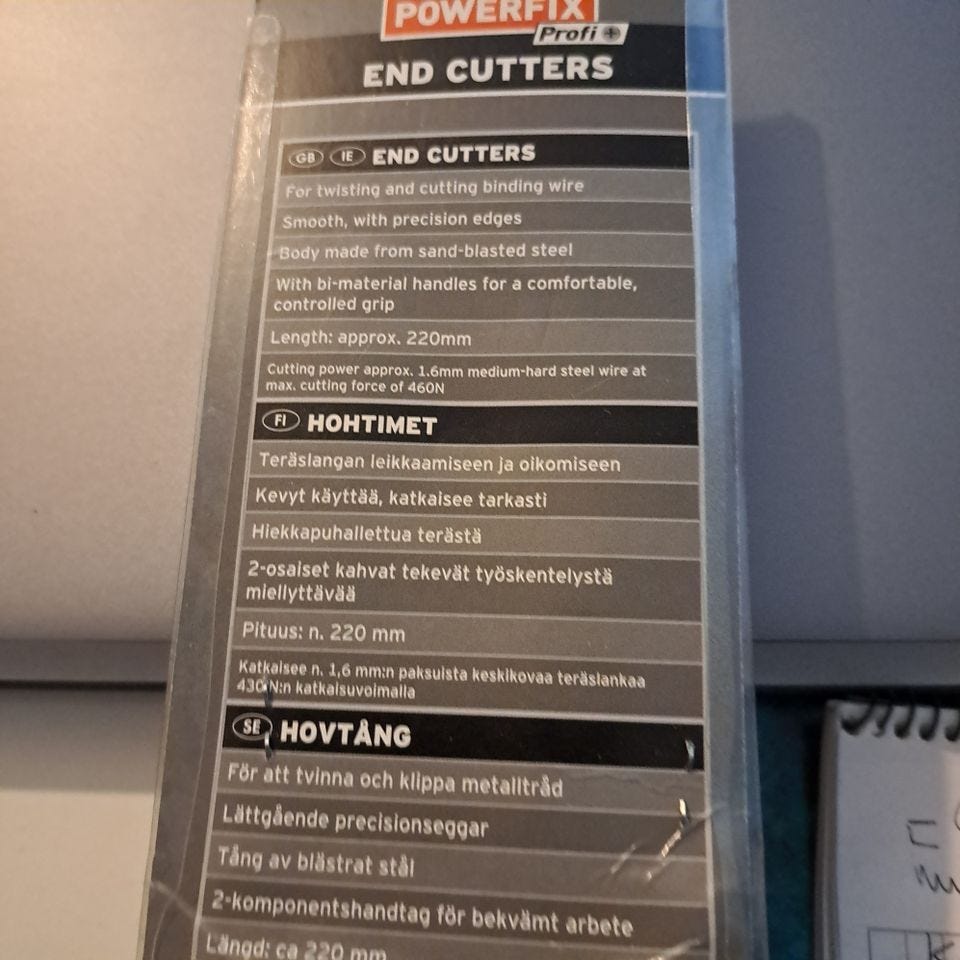 POWERFIX
Profi+
END CUTTERS
GB IE END CUTTERS
For twisting and cutting binding wire
Smooth, with precision edges
Body made from sand-blasted steel
With bi-material handles for a comfortable,
controlled grip
Length: approx. 220mm
Cutting power approx. 1.6mm medium-hard steel wire at
max. cutting force of 460N
FI HOHTIMET
Teräslangan leikkaamiseen ja oikomiseen
Kevyt käyttää, katkaisee tarkasti
Hiekkapuhallettua terästä
2-osaiset kahvat tekevät työskentelystä
miellyttävää
Pituus: n. 220 mm
Katkaisee n. 1,6 mm:n paksuista keskikovaa teräslankaa
430N:n katkaisuvoimalla
SE HOVTÅNG
För att tvinna och klippa metalltråd
Lättgående precisionseggar
Tång av blästrat stål
2-komponentshandtag för bekvämt arbete
Längd: ca 220 mm